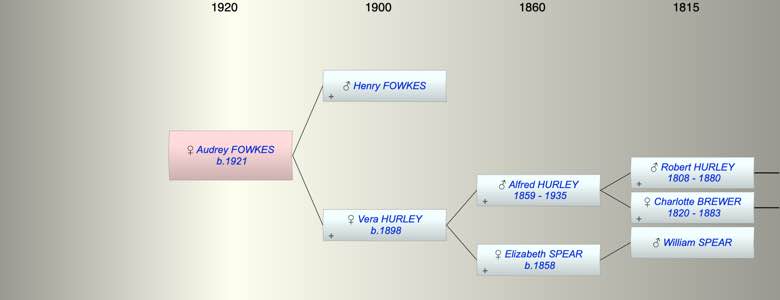 1920 1900 1860 1815
♂ Henry FOWKES
+
♀ Audrey FOWKES
b.1921
♂ Robert HURLEY
1808 - 1880
+
♂ Alfred HURLEY
1859 - 1935
+
♀ Charlotte BREWER
1820 - 1883
+
♀ Vera HURLEY
b.1898
+
♂ William SPEAR
♀ Elizabeth SPEAR
b.1858
+